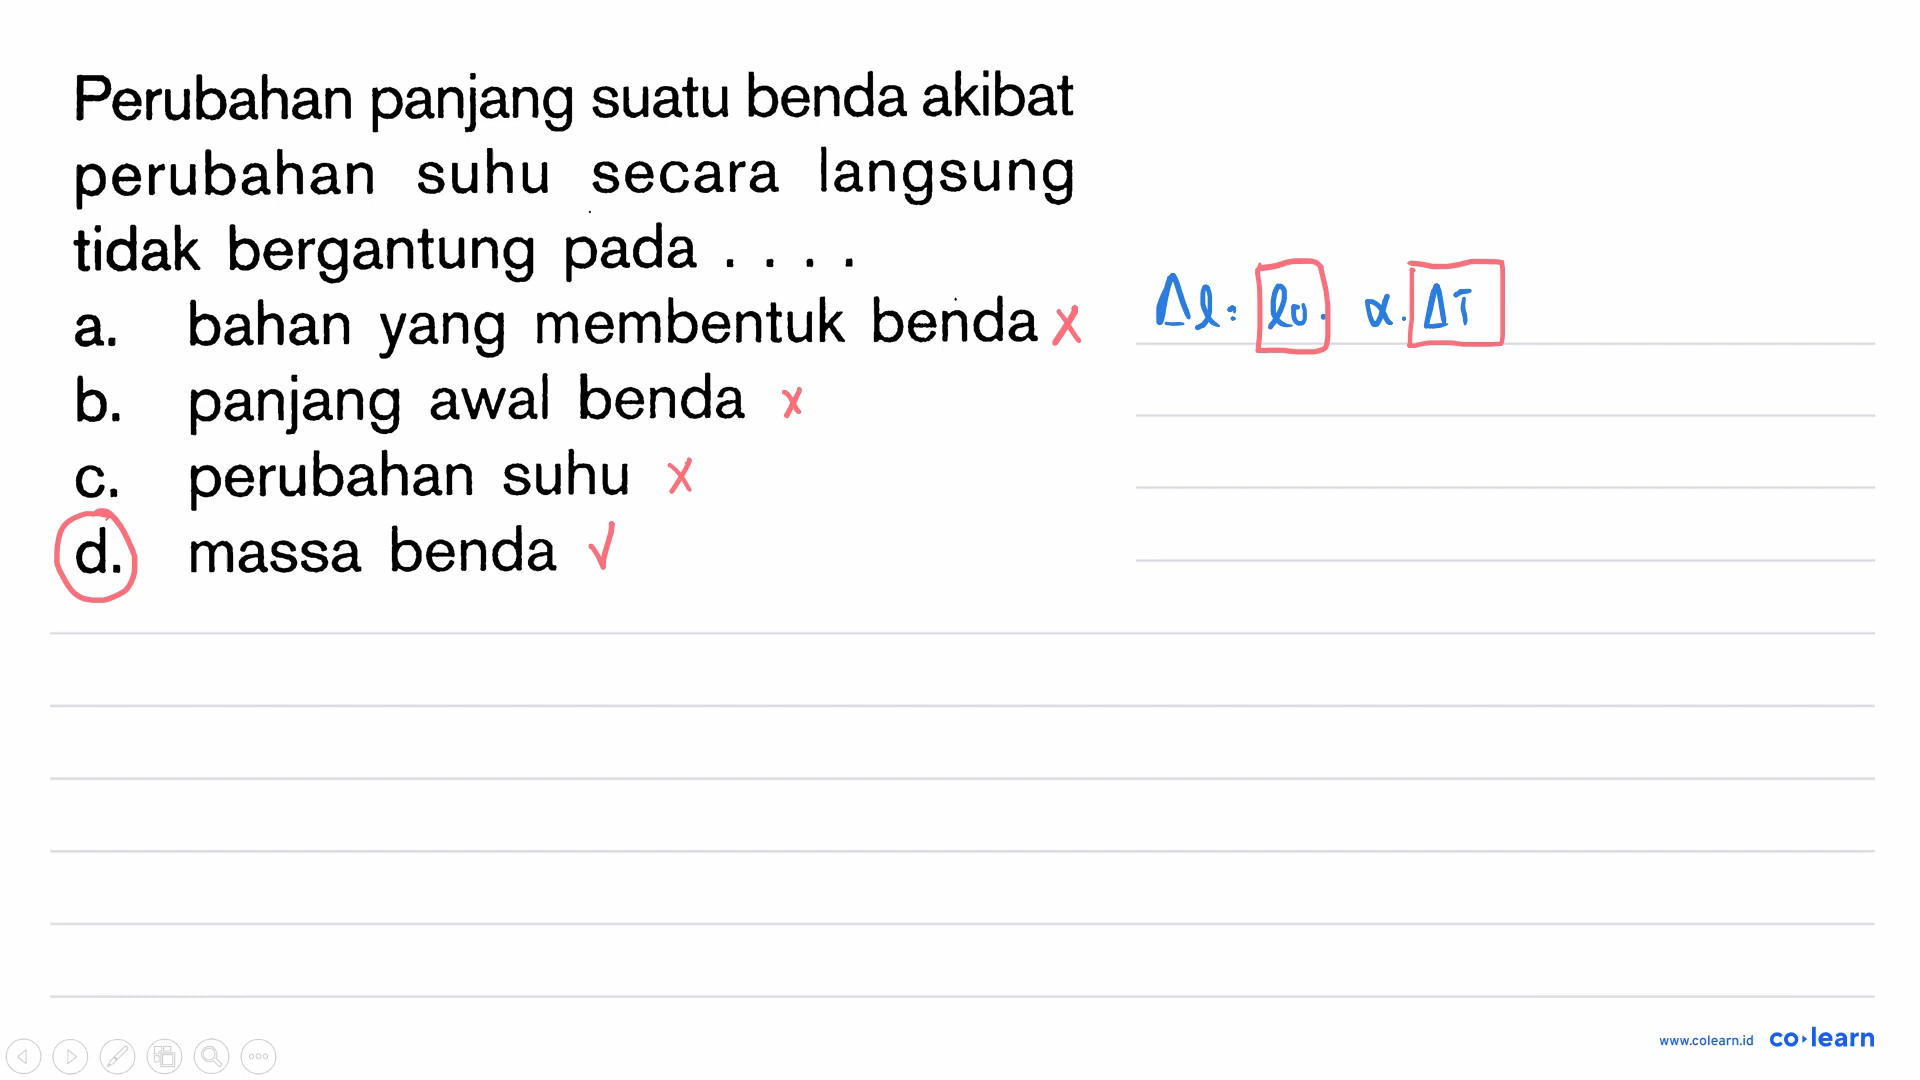 Perubahan panjang suatu benda akibat
perubahan suhu secara langsung
tidak bergantung pada . . . .
a. bahan yang membentuk benda x
b. panjang awal benda x
c. perubahan suhu x
d. massa benda √
Δl = l0 . α . ΔT
www.colearn.id co learn